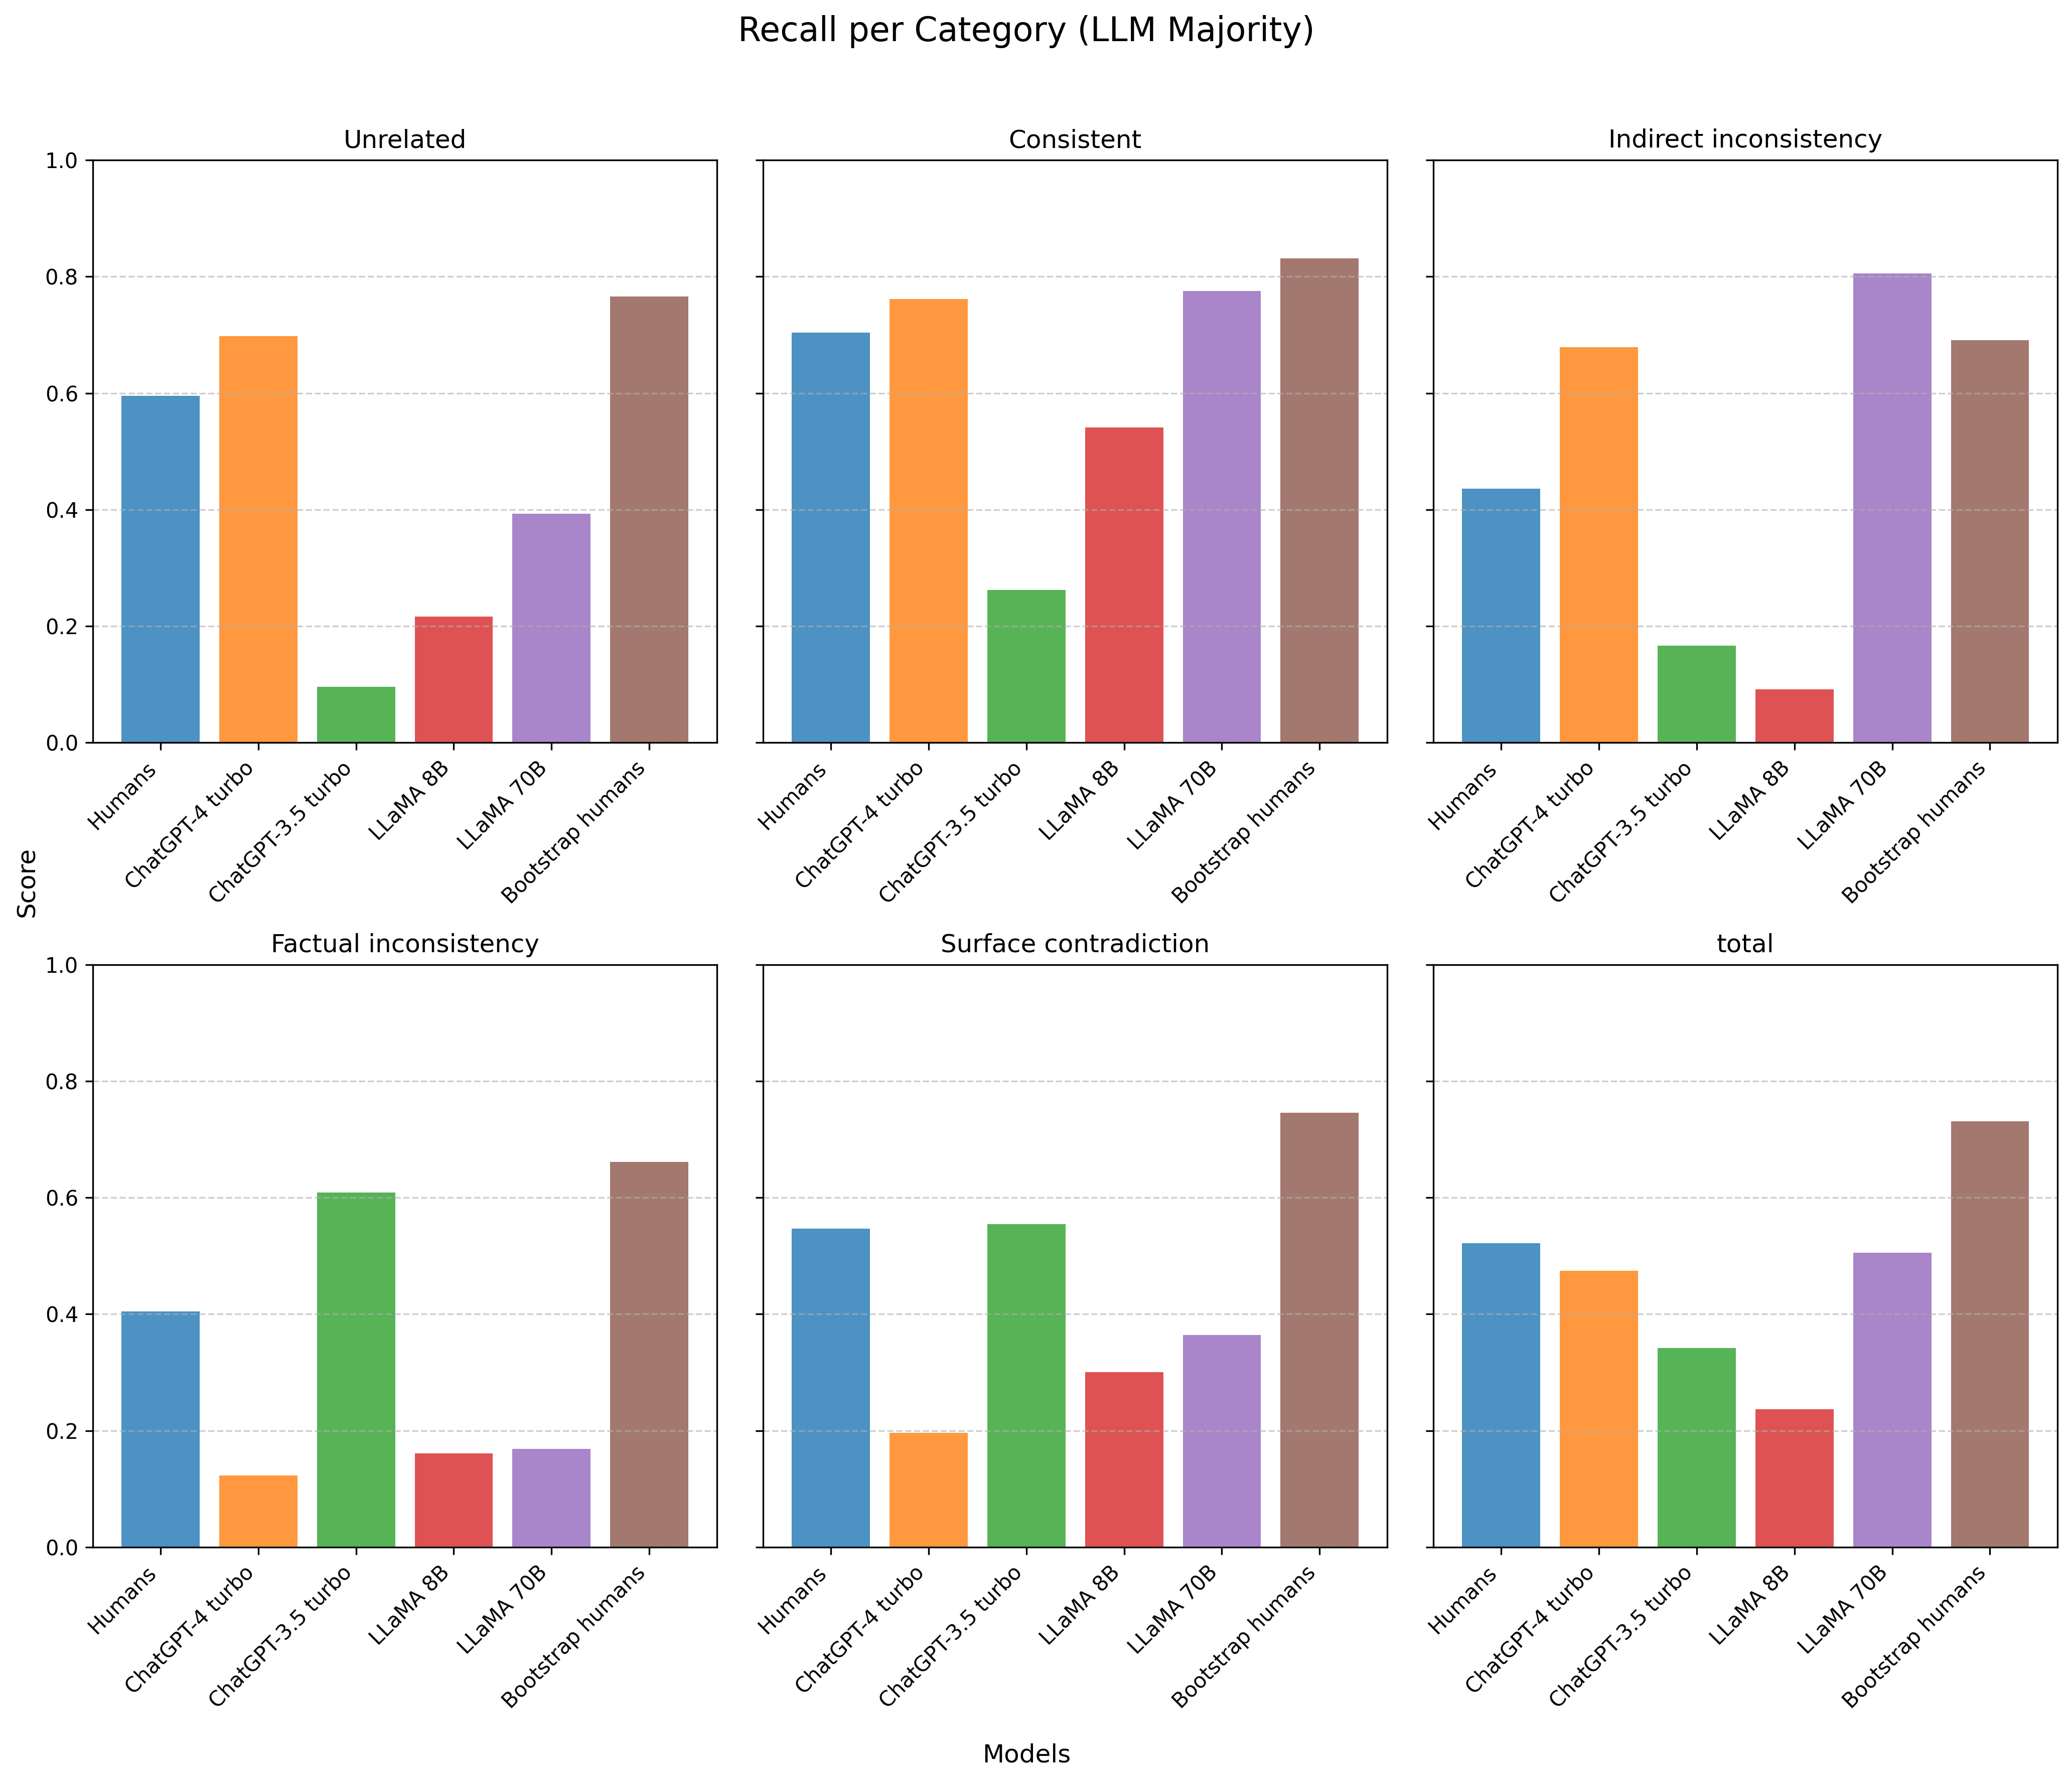 Recall per Category (LLM Majority)
Unrelated
1.0
0.8
0.6
0.4
0.2
0.0
Humans
ChatGPT-4 turbo
ChatGPT-3.5 turbo
LLaMA 8B
LLaMA 70B
Bootstrap humans
Consistent
Humans
ChatGPT-4 turbo
ChatGPT-3.5 turbo
LLaMA 8B
LLaMA 70B
Bootstrap humans
Indirect inconsistency
Humans
ChatGPT-4 turbo
ChatGPT-3.5 turbo
LLaMA 8B
LLaMA 70B
Bootstrap humans
Score
Factual inconsistency
1.0
0.8
0.6
0.4
0.2
0.0
Humans
ChatGPT-4 turbo
ChatGPT-3.5 turbo
LLaMA 8B
LLaMA 70B
Bootstrap humans
Surface contradiction
Humans
ChatGPT-4 turbo
ChatGPT-3.5 turbo
LLaMA 8B
LLaMA 70B
Bootstrap humans
total
Humans
ChatGPT-4 turbo
ChatGPT-3.5 turbo
LLaMA 8B
LLaMA 70B
Bootstrap humans
Models